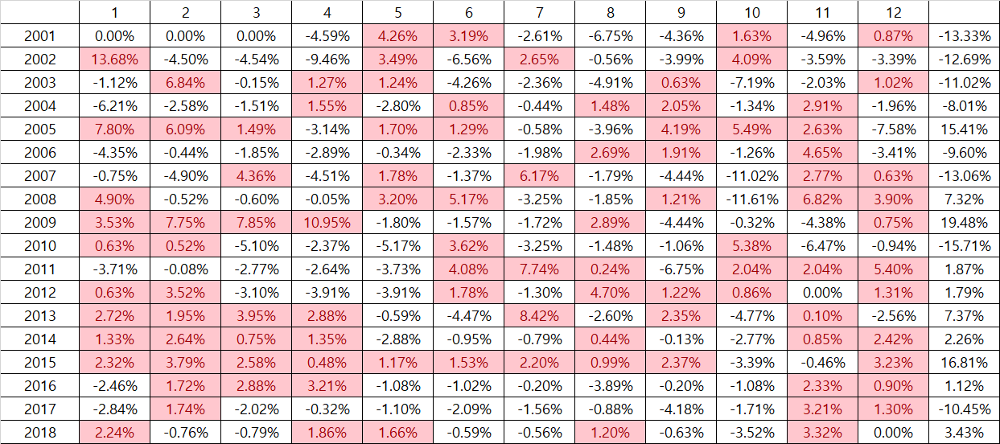 1 2 3 4 5 6 7 8 9 10 11 12
2001 0.00% 0.00% 0.00% -4.59% 4.26% 3.19% -2.61% -6.75% -4.36% 1.63% -4.96% 0.87% -13.33%
2002 13.68% -4.50% -4.54% -9.46% 3.49% -6.56% 2.65% -0.56% -3.99% 4.09% -3.59% -3.39% -12.69%
2003 -1.12% 6.84% -0.15% 1.27% 1.24% -4.26% -2.36% -4.91% 0.63% -7.19% -2.03% 1.02% -11.02%
2004 -6.21% -2.58% -1.51% 1.55% -2.80% 0.85% -0.44% 1.48% 2.05% -1.34% 2.91% -1.96% -8.01%
2005 7.80% 6.09% 1.49% -3.14% 1.70% 1.29% -0.58% -3.96% 4.19% 5.49% 2.63% -7.58% 15.41%
2006 -4.35% -0.44% -1.85% -2.89% -0.34% -2.33% -1.98% 2.69% 1.91% -1.26% 4.65% -3.41% -9.60%
2007 -0.75% -4.90% 4.36% -4.51% 1.78% -1.37% 6.17% -1.79% -4.44% -11.02% 2.77% 0.63% -13.06%
2008 4.90% -0.52% -0.60% -0.05% 3.20% 5.17% -3.25% -1.85% 1.21% -11.61% 6.82% 3.90% 7.32%
2009 3.53% 7.75% 7.85% 10.95% -1.80% -1.57% -1.72% 2.89% -4.44% -0.32% -4.38% 0.75% 19.48%
2010 0.63% 0.52% -5.10% -2.37% -5.17% 3.62% -3.25% -1.48% -1.06% 5.38% -6.47% -0.94% -15.71%
2011 -3.71% -0.08% -2.77% -2.64% -3.73% 4.08% 7.74% 0.24% -6.75% 2.04% 2.04% 5.40% 1.87%
2012 0.63% 3.52% -3.10% -3.91% -3.91% 1.78% -1.30% 4.70% 1.22% 0.86% 0.00% 1.31% 1.79%
2013 2.72% 1.95% 3.95% 2.88% -0.59% -4.47% 8.42% -2.60% 2.35% -4.77% 0.10% -2.56% 7.37%
2014 1.33% 2.64% 0.75% 1.35% -2.88% -0.95% -0.79% 0.44% -0.13% -2.77% 0.85% 2.42% 2.26%
2015 2.32% 3.79% 2.58% 0.48% 1.17% 1.53% 2.20% 0.99% 2.37% -3.39% -0.46% 3.23% 16.81%
2016 -2.46% 1.72% 2.88% 3.21% -1.08% -1.02% -0.20% -3.89% -0.20% -1.08% 2.33% 0.90% 1.12%
2017 -2.84% 1.74% -2.02% -0.32% -1.10% -2.09% -1.56% -0.88% -4.18% -1.71% 3.21% 1.30% -10.45%
2018 2.24% -0.76% -0.79% 1.86% 1.66% -0.59% -0.56% 1.20% -0.63% -3.52% 3.32% 0.00% 3.43%